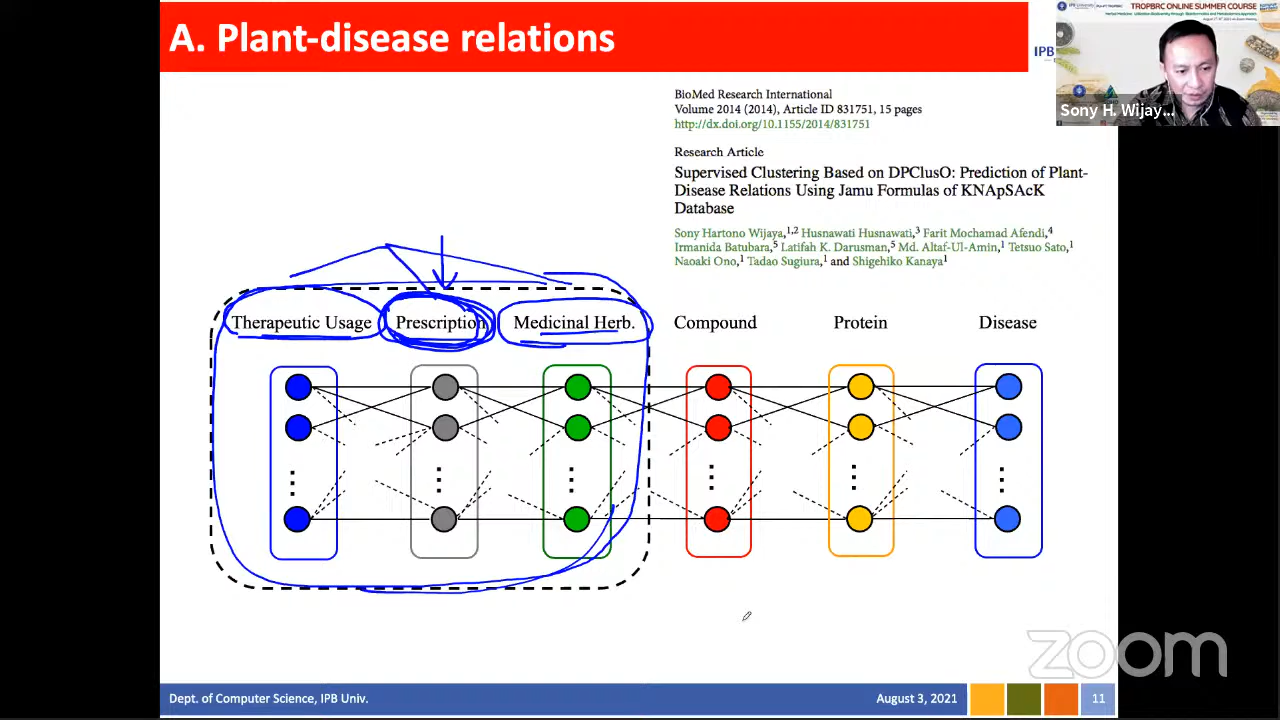 A. Plant-disease relations
IPB
TROPBRC ONLINE SUMMER COURSE
Sony H. Wijay...
BioMed Research International
Volume 2014 (2014), Article ID 831751, 15 pages
http://dx.doi.org/10.1155/2014/831751
Research Article
Supervised Clustering Based on DPClusO: Prediction of Plant-
Disease Relations Using Jamu Formulas of KNApSAcK
Database
Sony Hartono Wijaya,1,2 Husnawati Husnawati,3 Farit Mochamad Afendi,4
Irmanida Batubara,5 Latifah K. Darusman,5 Md. Altaf-Ul-Amin,1 Tetsuo Sato,1
Naoaki Ono,1 Tadao Sugiura,1 and Shigehiko Kanaya1
Therapeutic Usage Prescription Medicinal Herb. Compound Protein Disease
zoom
Dept. of Computer Science, IPB Univ. August 3, 2021 11